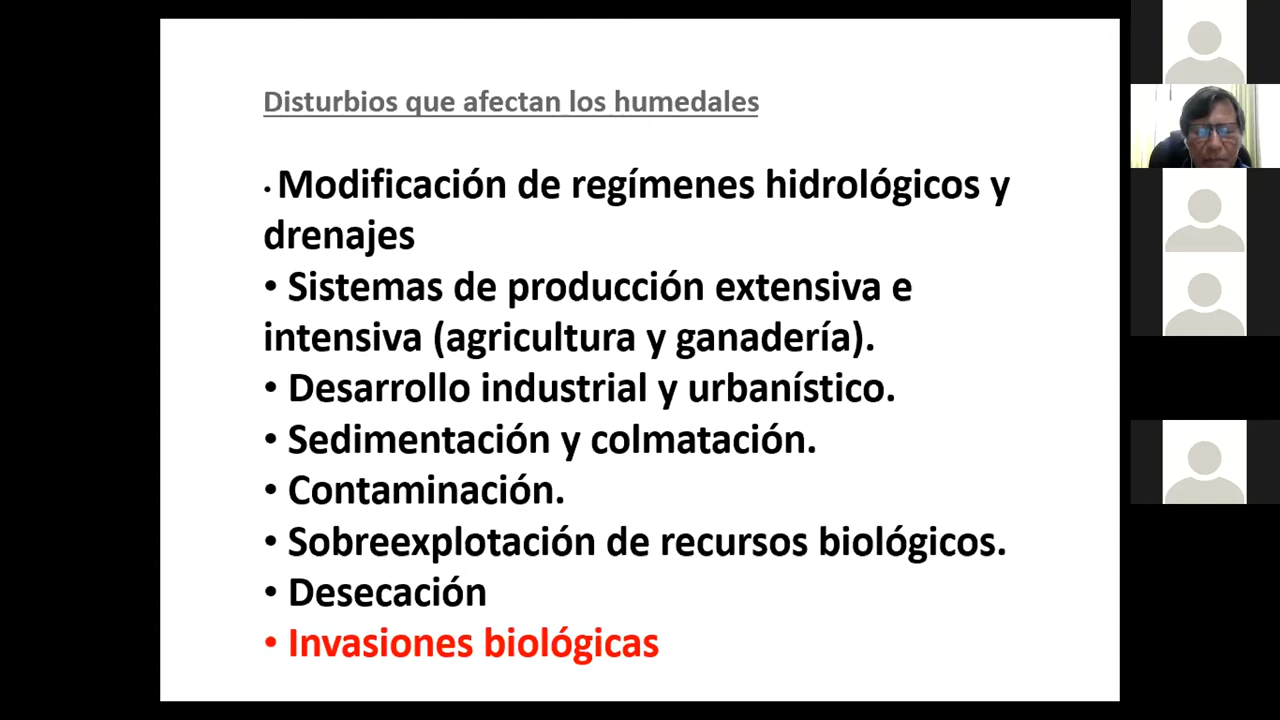 Disturbios que afectan los humedales
· Modificación de regímenes hidrológicos y
drenajes
• Sistemas de producción extensiva e
intensiva (agricultura y ganadería).
• Desarrollo industrial y urbanístico.
• Sedimentación y colmatación.
• Contaminación.
• Sobreexplotación de recursos biológicos.
• Desecación
• Invasiones biológicas